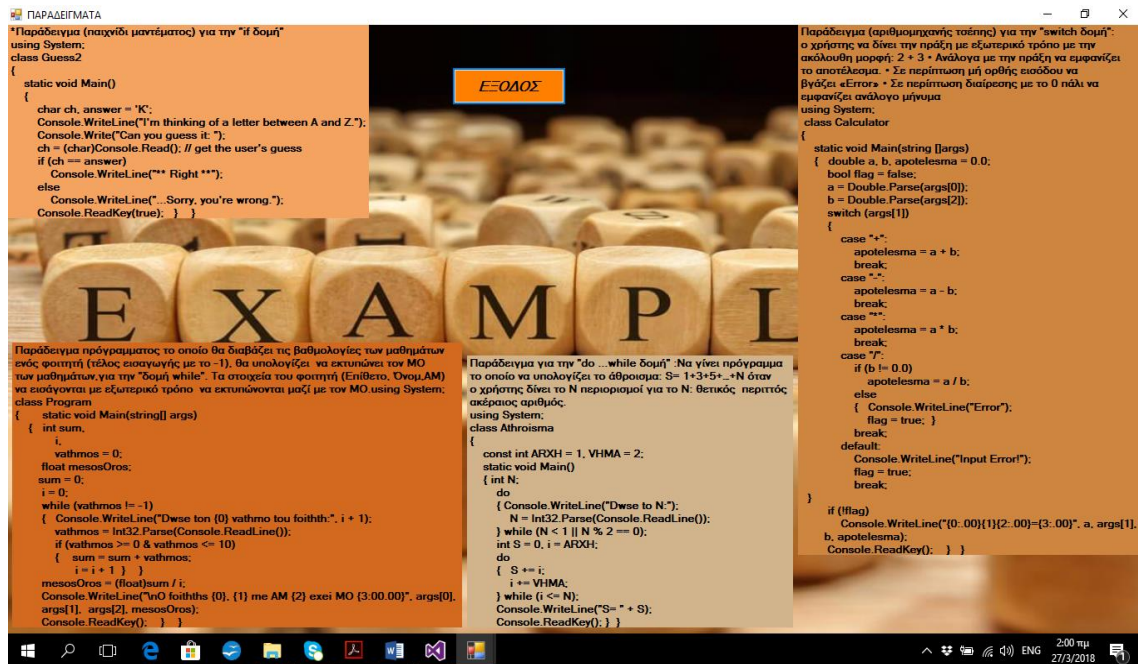 ΠΑΡΑΔΕΙΓΜΑΤΑ
*Παράδειγμα (παιχνίδι μαντέματος) για την "if δομή"
using System;
class Guess2
{
static void Main()
{
char ch, answer = 'K';
Console.WriteLine("I'm thinking of a letter between A and Z.");
Console.Write("Can you guess it: ");
ch = (char)Console.Read(); // get the user's guess
if (ch == answer)
Console.WriteLine("** Right **");
else
Console.WriteLine("...Sorry, you're wrong.");
Console.ReadKey(true); } }
ΕΞΟΔΟΣ
Παράδειγμα (αριθμομηχανής τσέπης) για την "switch δομή":
ο χρήστης να δίνει την πράξη με εξωτερικό τρόπο με την
ακόλουθη μορφή: 2 + 3 • Ανάλογα με την πράξη να εμφανίζει
το αποτέλεσμα. • Σε περίπτωση μή ορθής εισόδου να
βγάζει «Error» • Σε περίπτωση διαίρεσης με το 0 πάλι να
εμφανίζει ανάλογο μήνυμα
using System;
class Calculator
{
static void Main(string []args)
{ double a, b, apotelesma = 0.0;
bool flag = false;
a = Double.Parse(args[0]);
b = Double.Parse(args[2]);
switch (args[1])
{
case "+":
apotelesma = a + b;
break;
case "-":
apotelesma = a - b;
break;
case "*":
apotelesma = a * b;
break;
case "/":
if (b != 0.0)
apotelesma = a / b;
else
{ Console.WriteLine("Error");
flag = true; }
break;
default:
Console.WriteLine("Input Error!");
flag = true;
break;
}
if (!flag)
Console.WriteLine("{0:.00}{1}{2:.00}={3:.00}", a, args[1],
b, apotelesma);
Console.ReadKey(); } }
E X A M P L
Παράδειγμα πρόγραμματος το οποίο θα διαβάζει τις βαθμολογίες των μαθημάτων
ενός φοιτητή (τέλος εισαγωγής με το -1), θα υπολογίζει να εκτυπώνει τον ΜΟ
των μαθημάτων,για την "δομή while". Τα στοιχεία του φοιτητή (Επίθετο, Όνομ,ΑΜ)
να εισάγονται με εξωτερικό τρόπο να εκτυπώνονται μαζί με τον ΜΟ.using System;
class Program
{ static void Main(string[] args)
{ int sum,
i,
vathmos = 0;
float mesosOros;
sum = 0;
i = 0;
while (vathmos != -1)
{ Console.WriteLine("Dwse ton {0} vathmo tou foithth:", i + 1);
vathmos = Int32.Parse(Console.ReadLine());
if (vathmos >= 0 & vathmos <= 10)
{ sum = sum + vathmos;
i = i + 1 } }
mesosOros = (float)sum / i;
Console.WriteLine("\nO foithths {0}, {1} me AM {2} exei MO {3:00.00}", args[0],
args[1], args[2], mesosOros);
Console.ReadKey(); } }
Παράδειγμα για την "do ...while δομή" :Να γίνει πρόγραμμα
το οποίο να υπολογίζει το άθροισμα: S= 1+3+5+...+N όταν
ο χρήστης δίνει το Ν περιορισμοί για το Ν: θετικός περιττός
ακέραιος αριθμός.
using System;
class Athroisma
{
const int ARXH = 1, VHMA = 2;
static void Main()
{ int N;
do
{ Console.WriteLine("Dwse to N:");
N = Int32.Parse(Console.ReadLine());
} while (N < 1 || N % 2 == 0);
int S = 0, i = ARXH;
do
{ S += i;
i += VHMA;
} while (i <= N);
Console.WriteLine("S= " + S);
Console.ReadKey(); } }
ENG
2:00 πμ
27/3/2018